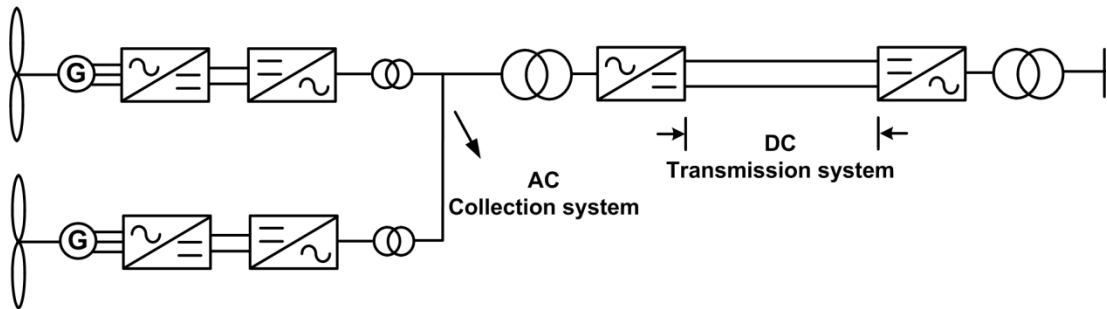 G
DC
Transmission system
AC
Collection system
G